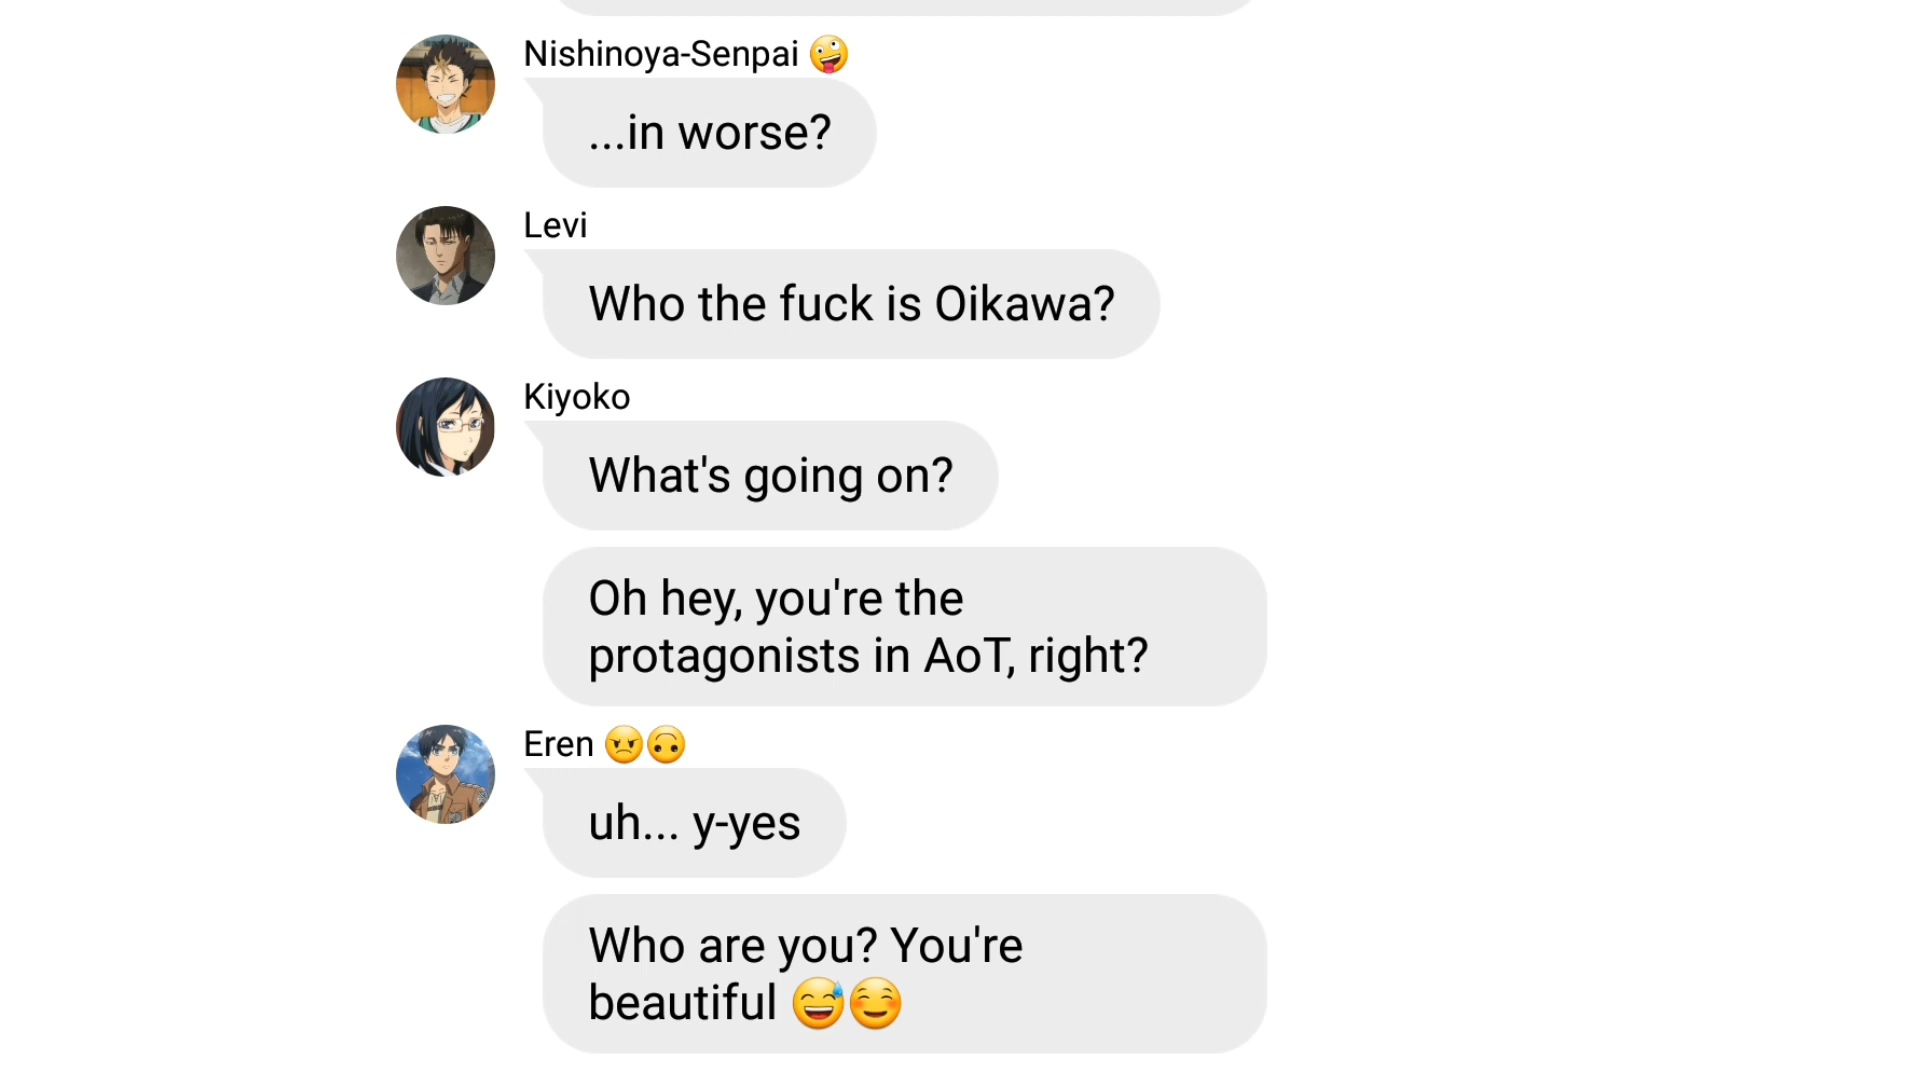 Nishinoya-Senpai 🤪
...in worse?
Levi
Who the fuck is Oikawa?
Kiyoko
What's going on?
Oh hey, you're the
protagonists in AoT, right?
Eren 😠🙃
uh... y-yes
Who are you? You're
beautiful 😅☺️